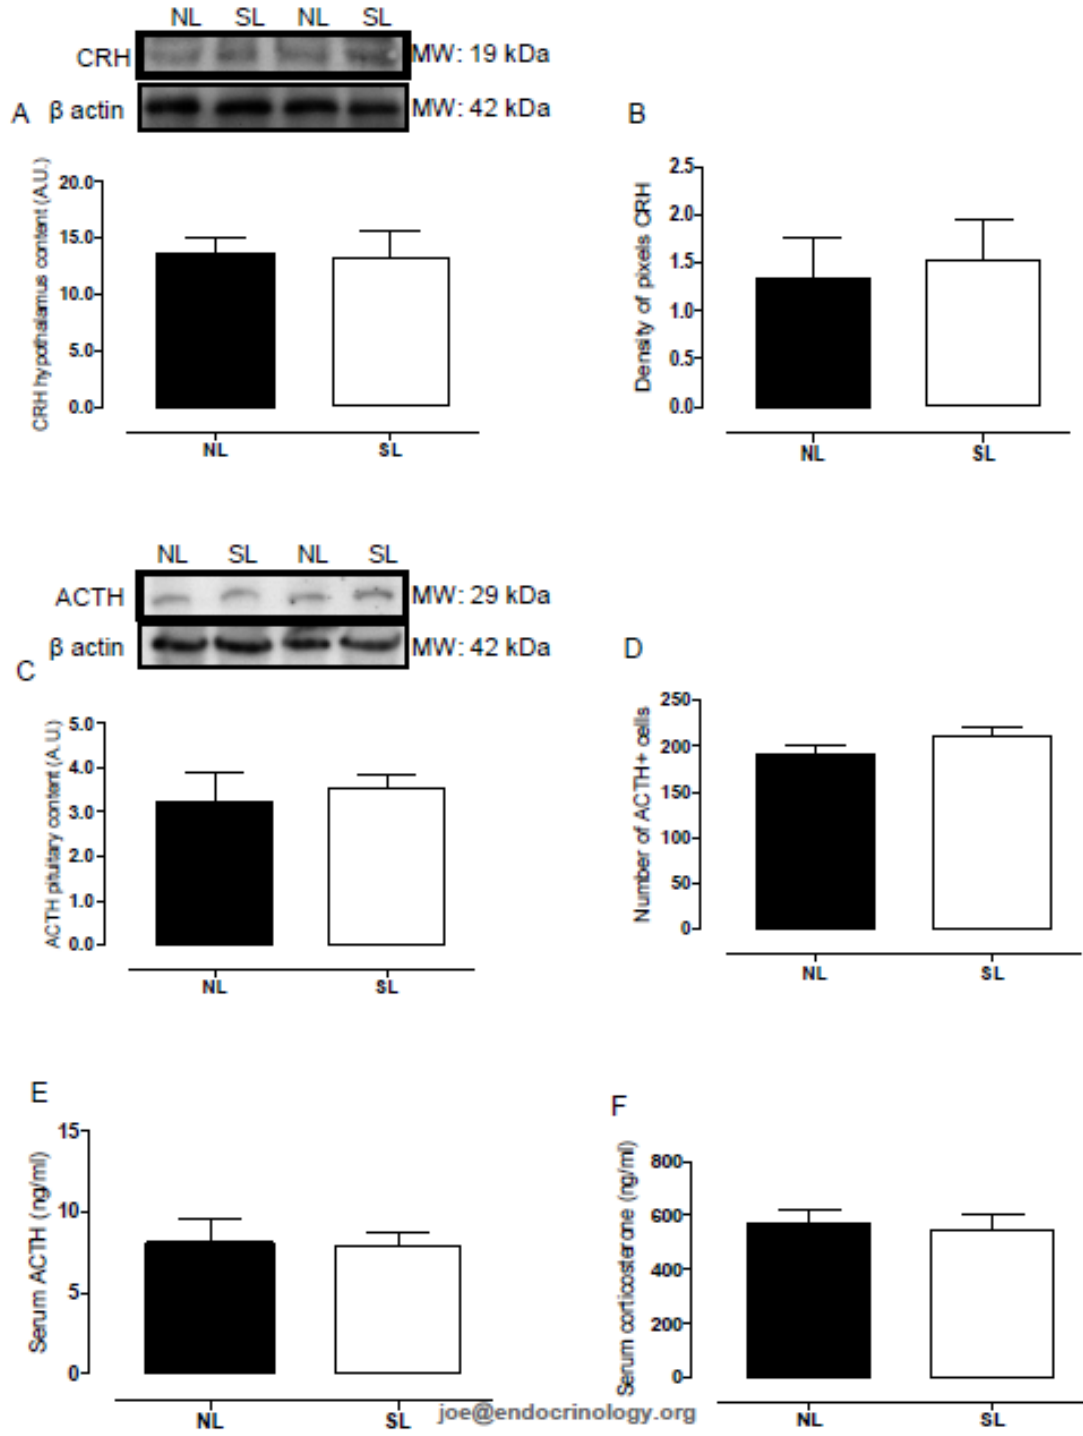 NL SL NL SL
CRH MW: 19 kDa
A β actin MW: 42 kDa
CRH hypothalamus content (A.U.)
20.0
15.0
10.0
5.0
0.0
NL SL
B
Density of pixels CRH
2.5
2.0
1.5
1.0
0.5
0.0
NL SL
NL SL NL SL
ACTH MW: 29 kDa
β actin MW: 42 kDa
C
ACTH pituitary content (A.U.)
5.0
4.0
3.0
2.0
1.0
0.0
NL SL
D
Number of ACTH+ cells
250
200
150
100
50
0
NL SL
E
Serum ACTH (ng/ml)
15
10
5
0
NL SL
F
Serum corticosterone (ng/ml)
800
600
400
200
0
NL SL
joe@endocrinology.org